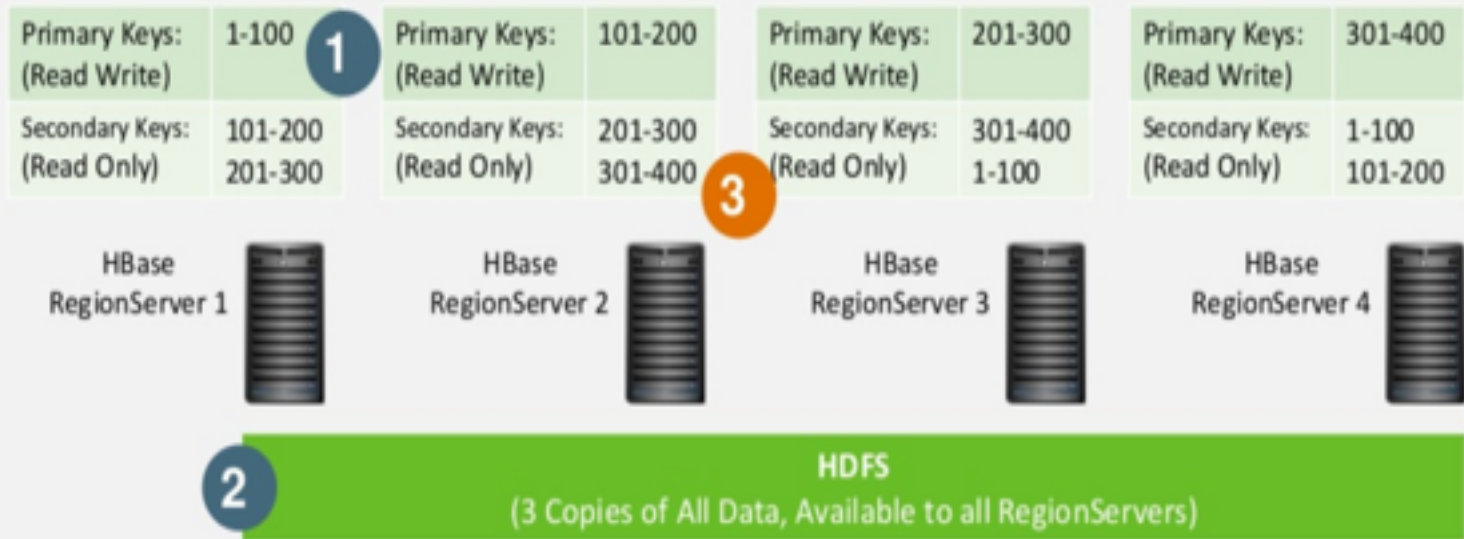 Primary Keys: 1-100
(Read Write)
Secondary Keys: 101-200
(Read Only) 201-300
1
Primary Keys: 101-200
(Read Write)
Secondary Keys: 201-300
(Read Only) 301-400
3
Primary Keys: 201-300
(Read Write)
Secondary Keys: 301-400
(Read Only) 1-100
Primary Keys: 301-400
(Read Write)
Secondary Keys: 1-100
(Read Only) 101-200
HBase
RegionServer 1
HBase
RegionServer 2
HBase
RegionServer 3
HBase
RegionServer 4
2
HDFS
(3 Copies of All Data, Available to all RegionServers)